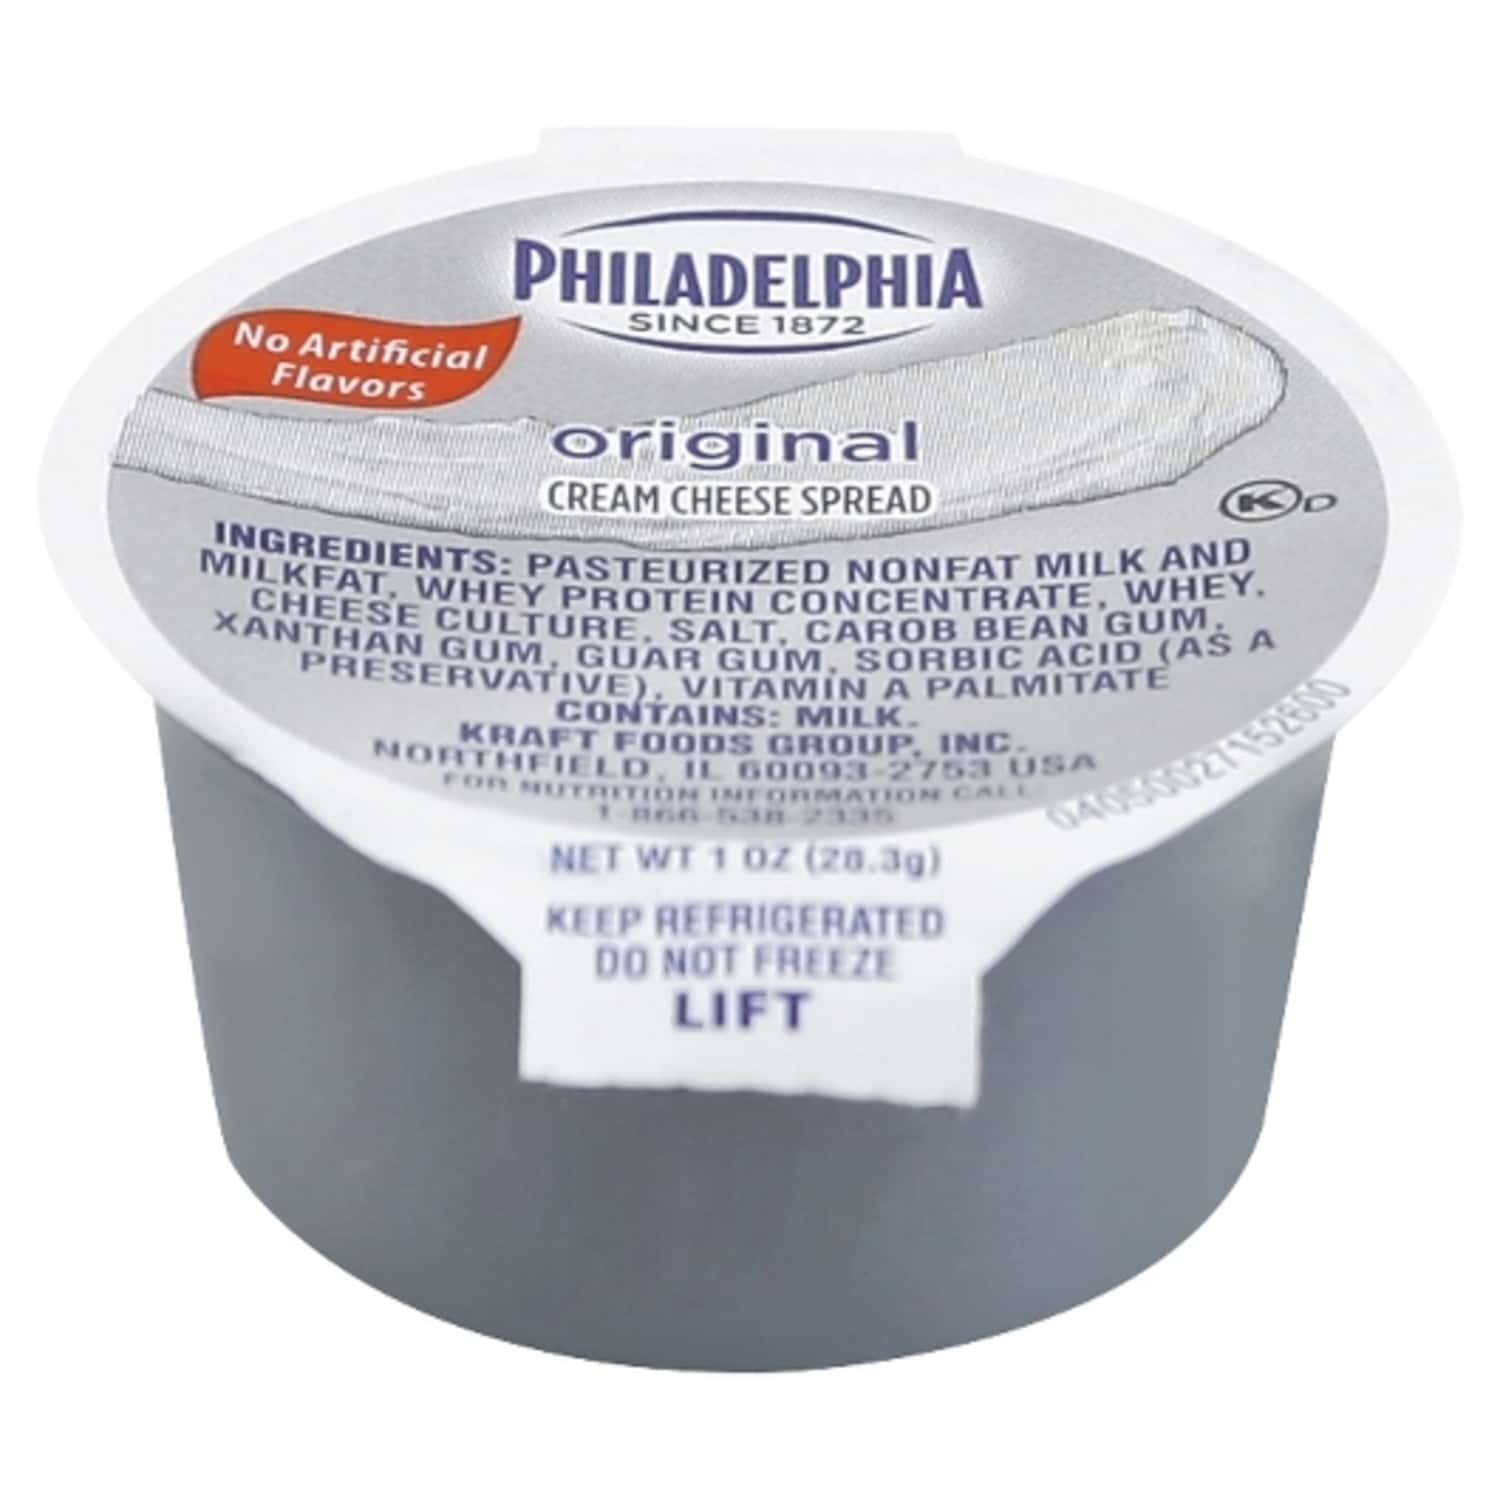 PHILADELPHIA
SINCE 1872
No Artificial
Flavors
original
CREAM CHEESE SPREAD
K D
INGREDIENTS: PASTEURIZED NONFAT MILK AND
MILKFAT, WHEY PROTEIN CONCENTRATE, WHEY,
CHEESE CULTURE, SALT, CAROB BEAN GUM,
XANTHAN GUM, GUAR GUM, SORBIC ACID (AS A
PRESERVATIVE), VITAMIN A PALMITATE
CONTAINS: MILK.
KRAFT FOODS GROUP, INC.
NORTHFIELD, IL 60093-2753 USA
FOR NUTRITION INFORMATION CALL
1-866-538-2335
04050027152600
NET WT 1 OZ (28.3g)
KEEP REFRIGERATED
DO NOT FREEZE
LIFT